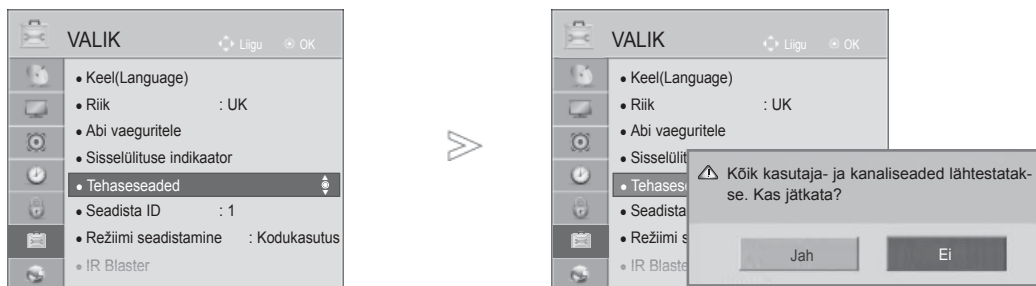 VALIK Liigu OK
• Keel(Language)
• Riik : UK
• Abi vaeguritele
• Sisselülituse indikaator
• Tehaseseaded
• Seadista ID : 1
• Režiimi seadistamine : Kodukasutus
• IR Blaster
VALIK Liigu OK
• Keel(Language)
• Riik : UK
• Abi vaeguritele
• Sisselülit
• Tehases
• Seadista
• Režiimi s
• IR Blaste
Kõik kasutaja- ja kanaliseaded lähtestatak-
se. Kas jätkata?
Jah Ei